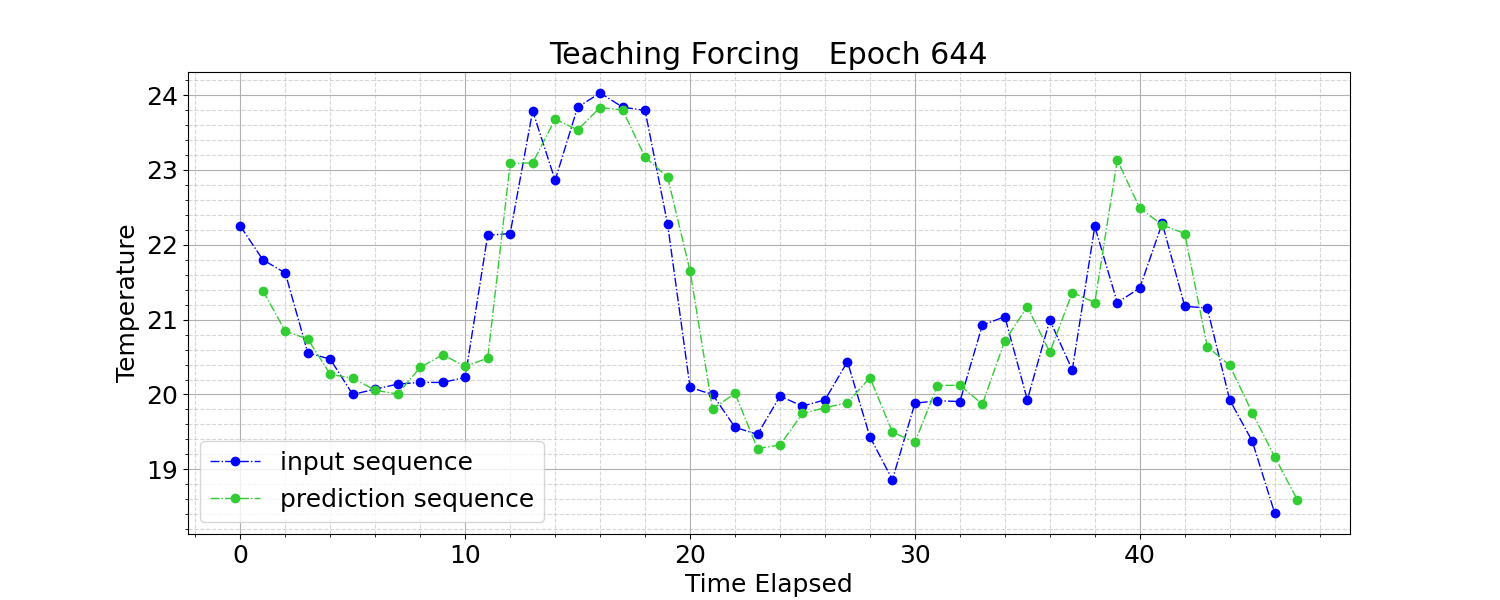 Teaching Forcing   Epoch 644
Temperature
24
23
22
21
20
19
input sequence
prediction sequence
0 10 20 30 40
Time Elapsed